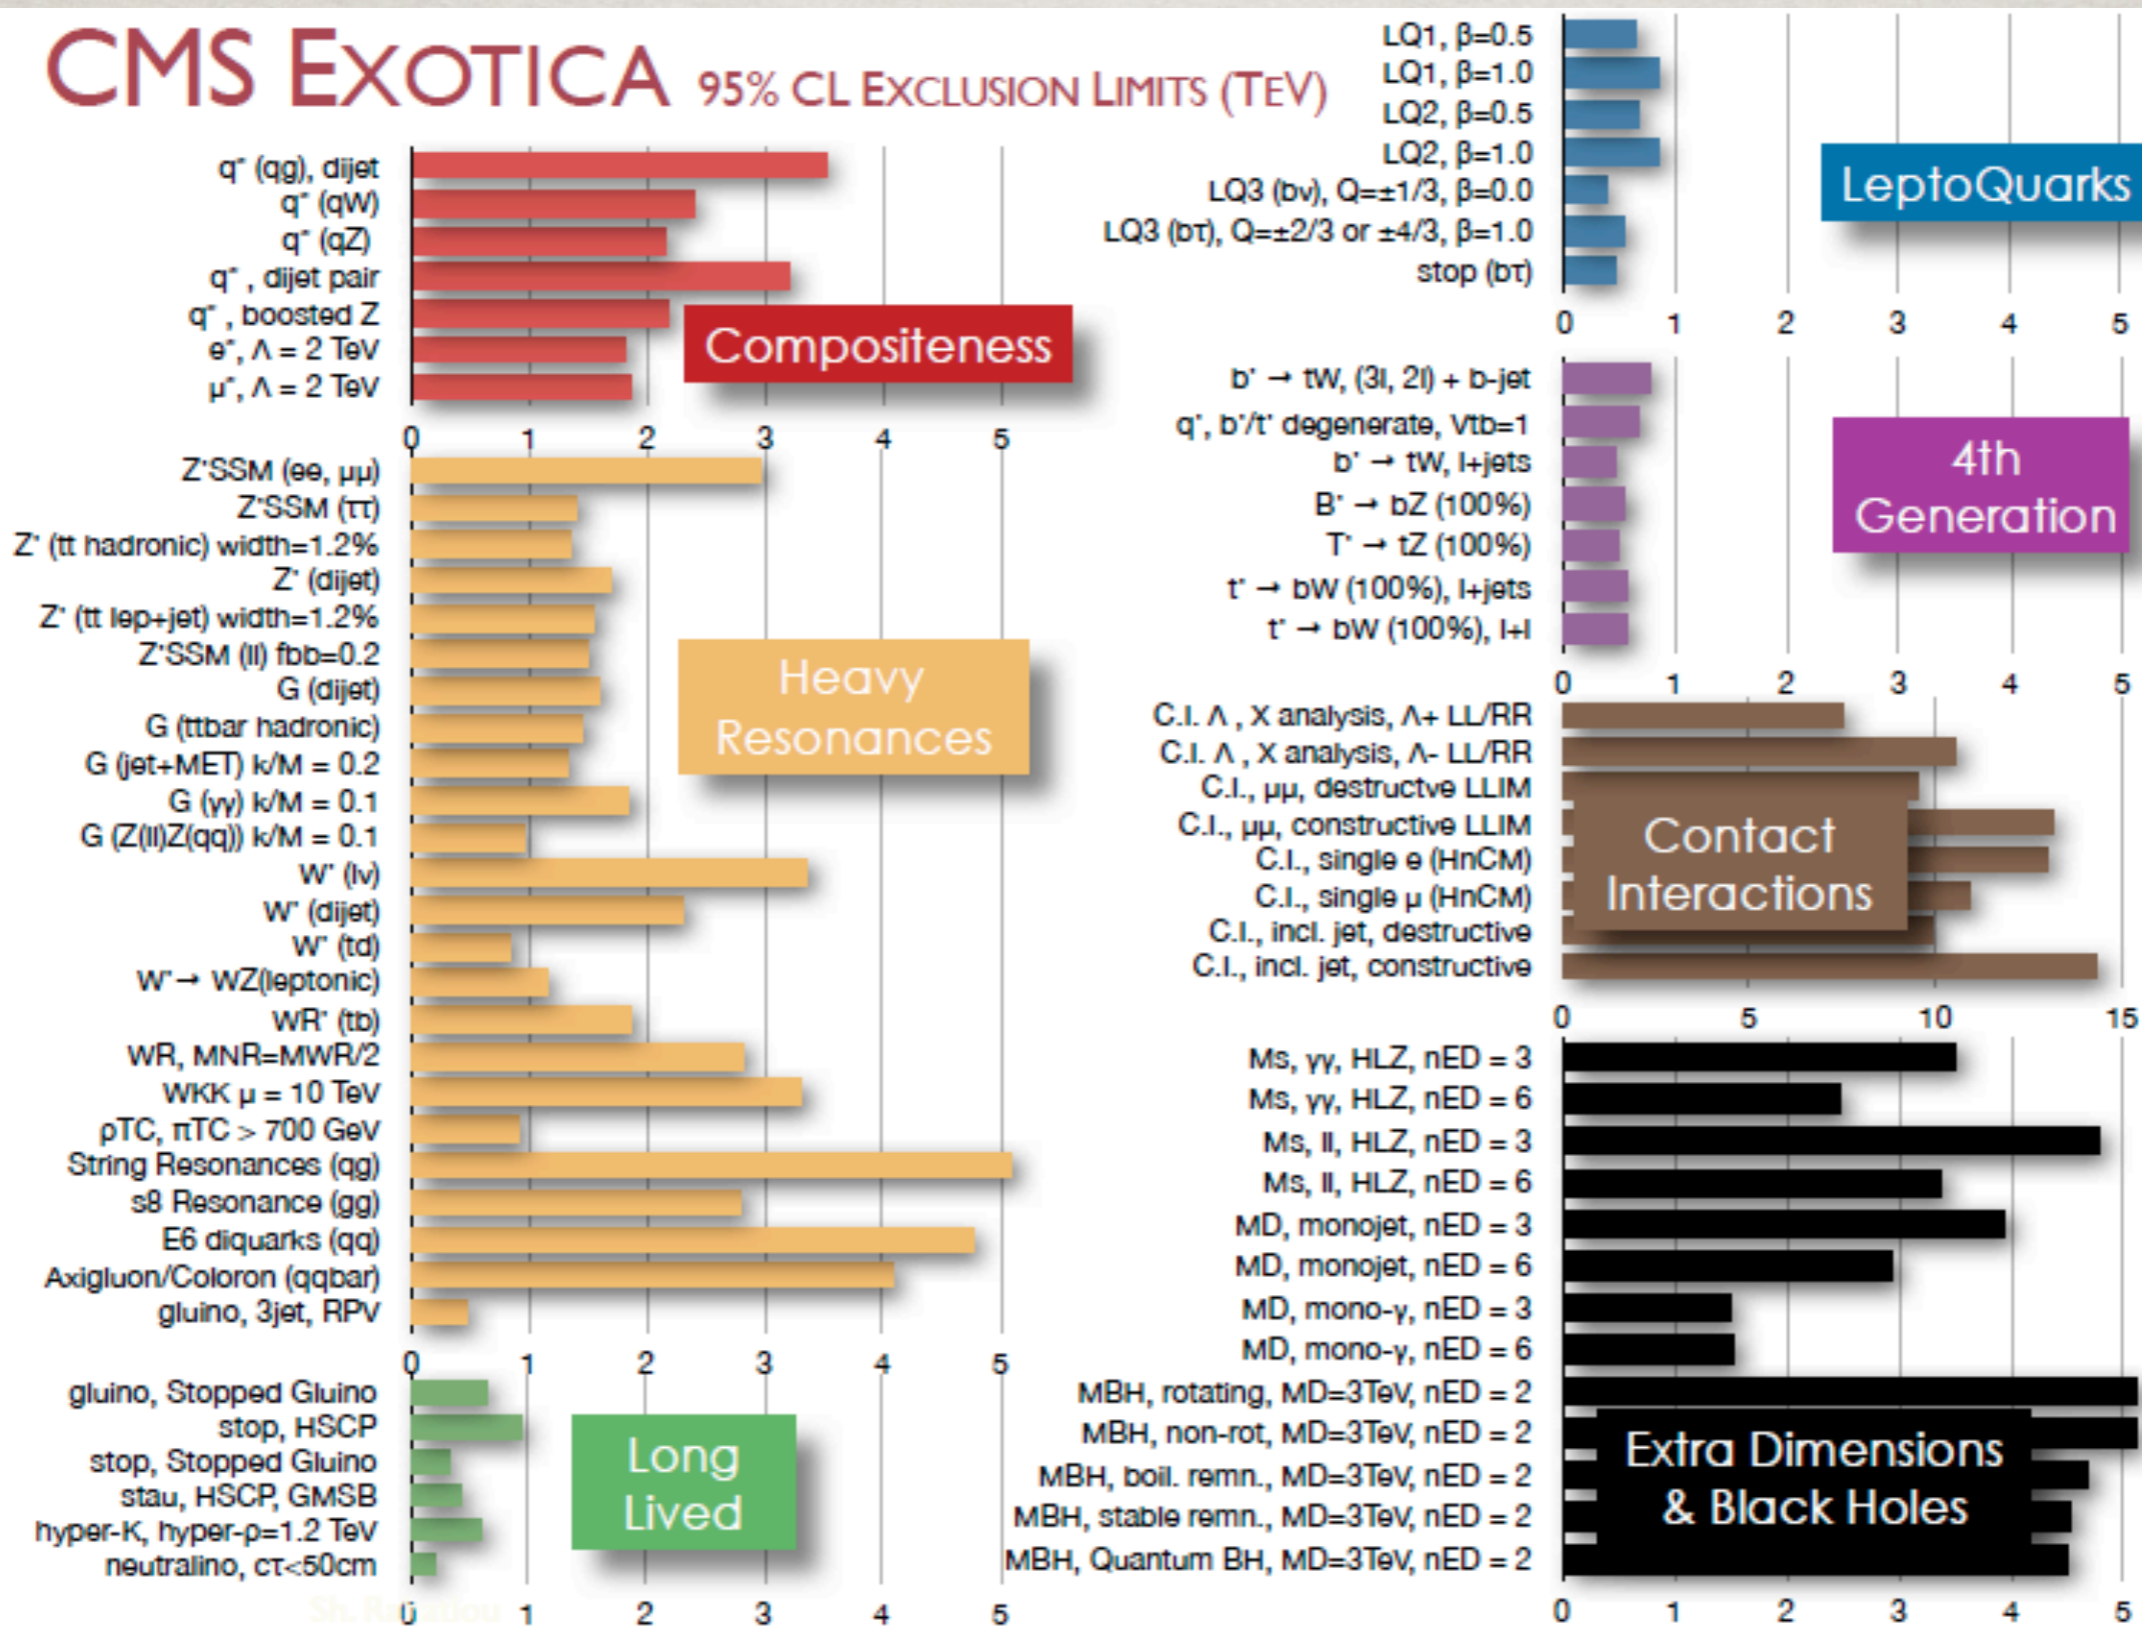 CMS EXOTICA 95% CL EXCLUSION LIMITS (TEV)
q* (qg), dijet
q* (qW)
q* (qZ)
q* , dijet pair
q* , boosted Z
e*, Λ = 2 TeV
μ*, Λ = 2 TeV
Compositeness
0 1 2 3 4 5
Z'SSM (ee, μμ)
Z'SSM (ττ)
Z' (tt hadronic) width=1.2%
Z' (dijet)
Z' (tt lep+jet) width=1.2%
Z'SSM (ll) fbb=0.2
G (dijet)
G (ttbar hadronic)
G (jet+MET) k/M = 0.2
G (γγ) k/M = 0.1
G (Z(ll)Z(qq)) k/M = 0.1
W' (lν)
W' (dijet)
W' (td)
W'→ WZ(leptonic)
WR' (tb)
WR, MNR=MWR/2
WKK μ = 10 TeV
ρTC, πTC > 700 GeV
String Resonances (qg)
s8 Resonance (gg)
E6 diquarks (qq)
Axigluon/Coloron (qqbar)
gluino, 3jet, RPV
Heavy
Resonances
0 1 2 3 4 5
gluino, Stopped Gluino
stop, HSCP
stop, Stopped Gluino
stau, HSCP, GMSB
hyper-K, hyper-ρ=1.2 TeV
neutralino, cτ<50cm
Long
Lived
0 1 2 3 4 5
LQ1, β=0.5
LQ1, β=1.0
LQ2, β=0.5
LQ2, β=1.0
LQ3 (bν), Q=±1/3, β=0.0
LQ3 (bτ), Q=±2/3 or ±4/3, β=1.0
stop (bτ)
LeptoQuarks
0 1 2 3 4 5
b' → tW, (3l, 2l) + b-jet
q', b'/t' degenerate, Vtb=1
b' → tW, l+jets
B' → bZ (100%)
T' → tZ (100%)
t' → bW (100%), l+jets
t' → bW (100%), l+l
4th
Generation
0 1 2 3 4 5
C.I. Λ , X analysis, Λ+ LL/RR
C.I. Λ , X analysis, Λ- LL/RR
C.I., μμ, destructve LLIM
C.I., μμ, constructive LLIM
C.I., single e (HnCM)
C.I., single μ (HnCM)
C.I., incl. jet, destructive
C.I., incl. jet, constructive
Contact
Interactions
0 5 10 15
Ms, γγ, HLZ, nED = 3
Ms, γγ, HLZ, nED = 6
Ms, ll, HLZ, nED = 3
Ms, ll, HLZ, nED = 6
MD, monojet, nED = 3
MD, monojet, nED = 6
MD, mono-γ, nED = 3
MD, mono-γ, nED = 6
MBH, rotating, MD=3TeV, nED = 2
MBH, non-rot, MD=3TeV, nED = 2
MBH, boil. remn., MD=3TeV, nED = 2
MBH, stable remn., MD=3TeV, nED = 2
MBH, Quantum BH, MD=3TeV, nED = 2
Extra Dimensions
& Black Holes
0 1 2 3 4 5